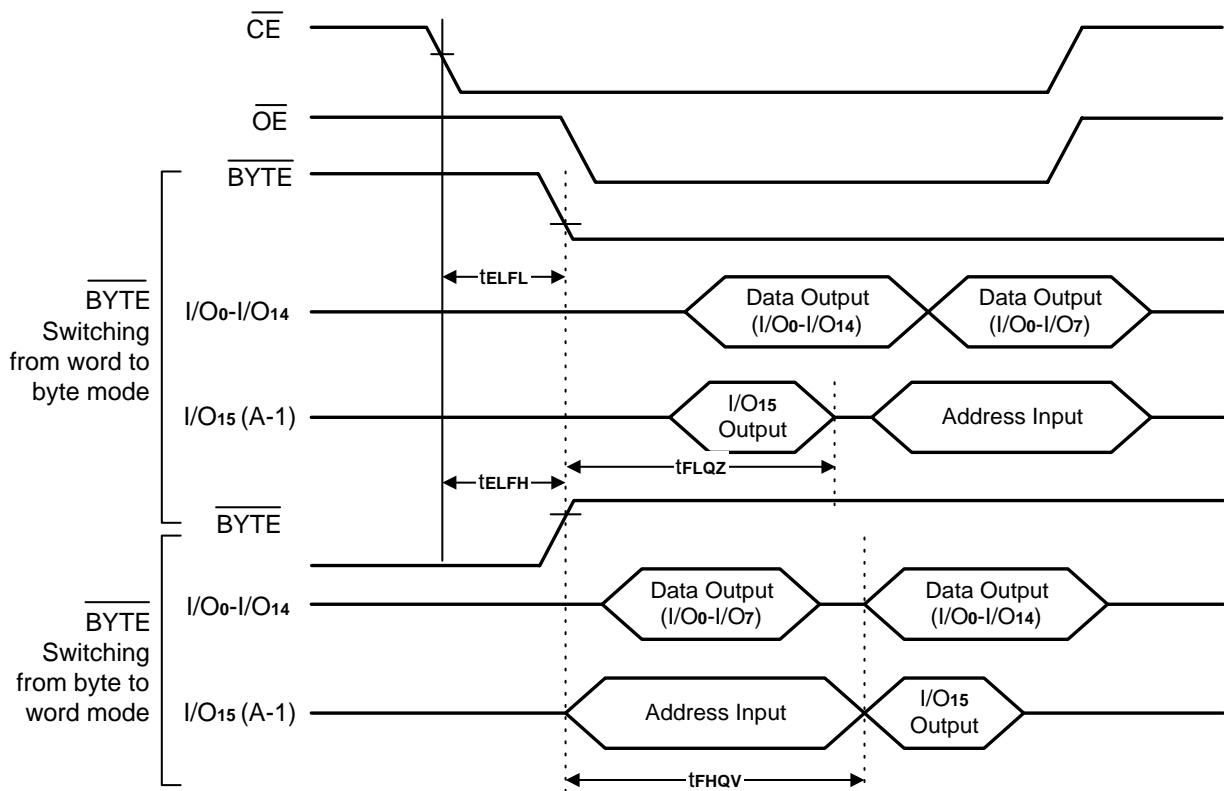 CE
OE
BYTE
tELFL
BYTE
Switching
from word to
byte mode
I/O0-I/O14
Data Output
(I/O0-I/O14)
Data Output
(I/O0-I/O7)
I/O15 (A-1)
I/O15
Output
Address Input
tELFH
tFLQZ
BYTE
BYTE
Switching
from byte to
word mode
I/O0-I/O14
Data Output
(I/O0-I/O7)
Data Output
(I/O0-I/O14)
I/O15 (A-1)
Address Input
I/O15
Output
tFHQV